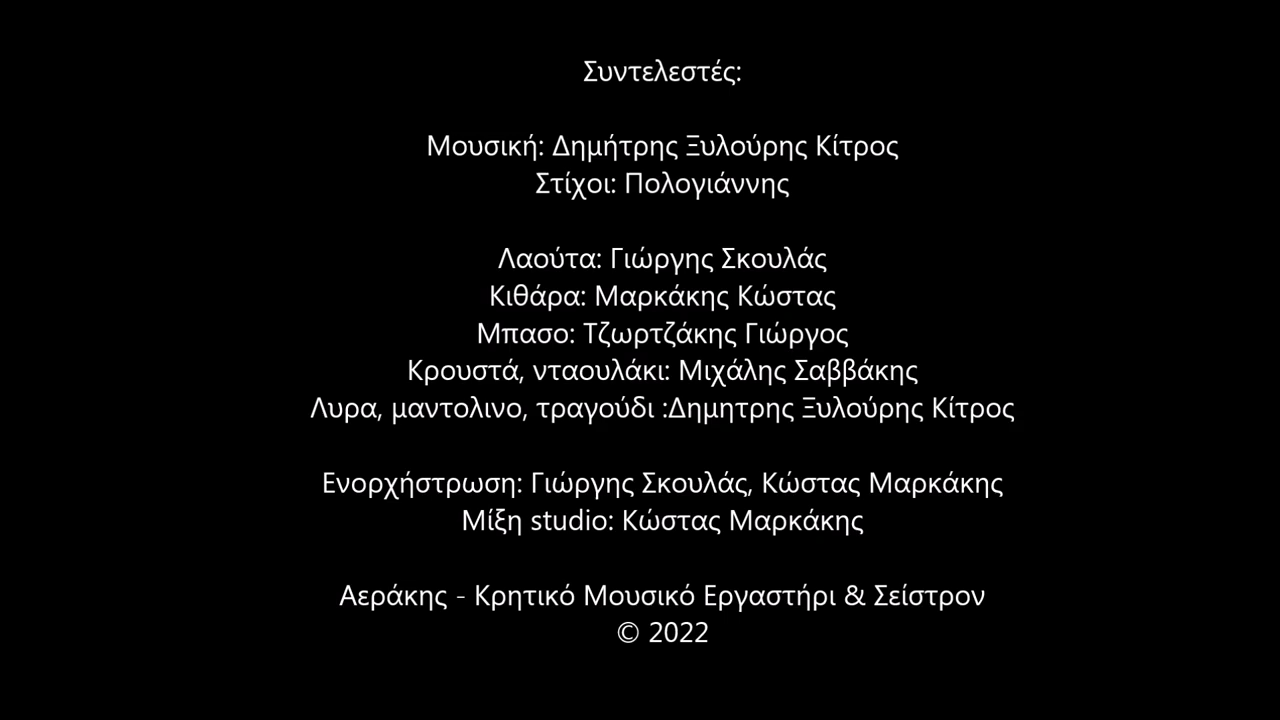 Συντελεστές:
Μουσική: Δημήτρης Ξυλούρης Κίτρος
Στίχοι: Πολογιάννης
Λαούτα: Γιώργης Σκουλάς
Κιθάρα: Μαρκάκης Κώστας
Μπασο: Τζωρτζάκης Γιώργος
Κρουστά, νταουλάκι: Μιχάλης Σαββάκης
Λυρα, μαντολινο, τραγούδι :Δημητρης Ξυλούρης Κίτρος
Ενορχήστρωση: Γιώργης Σκουλάς, Κώστας Μαρκάκης
Μίξη studio: Κώστας Μαρκάκης
Αεράκης - Κρητικό Μουσικό Εργαστήρι & Σείστρον
© 2022